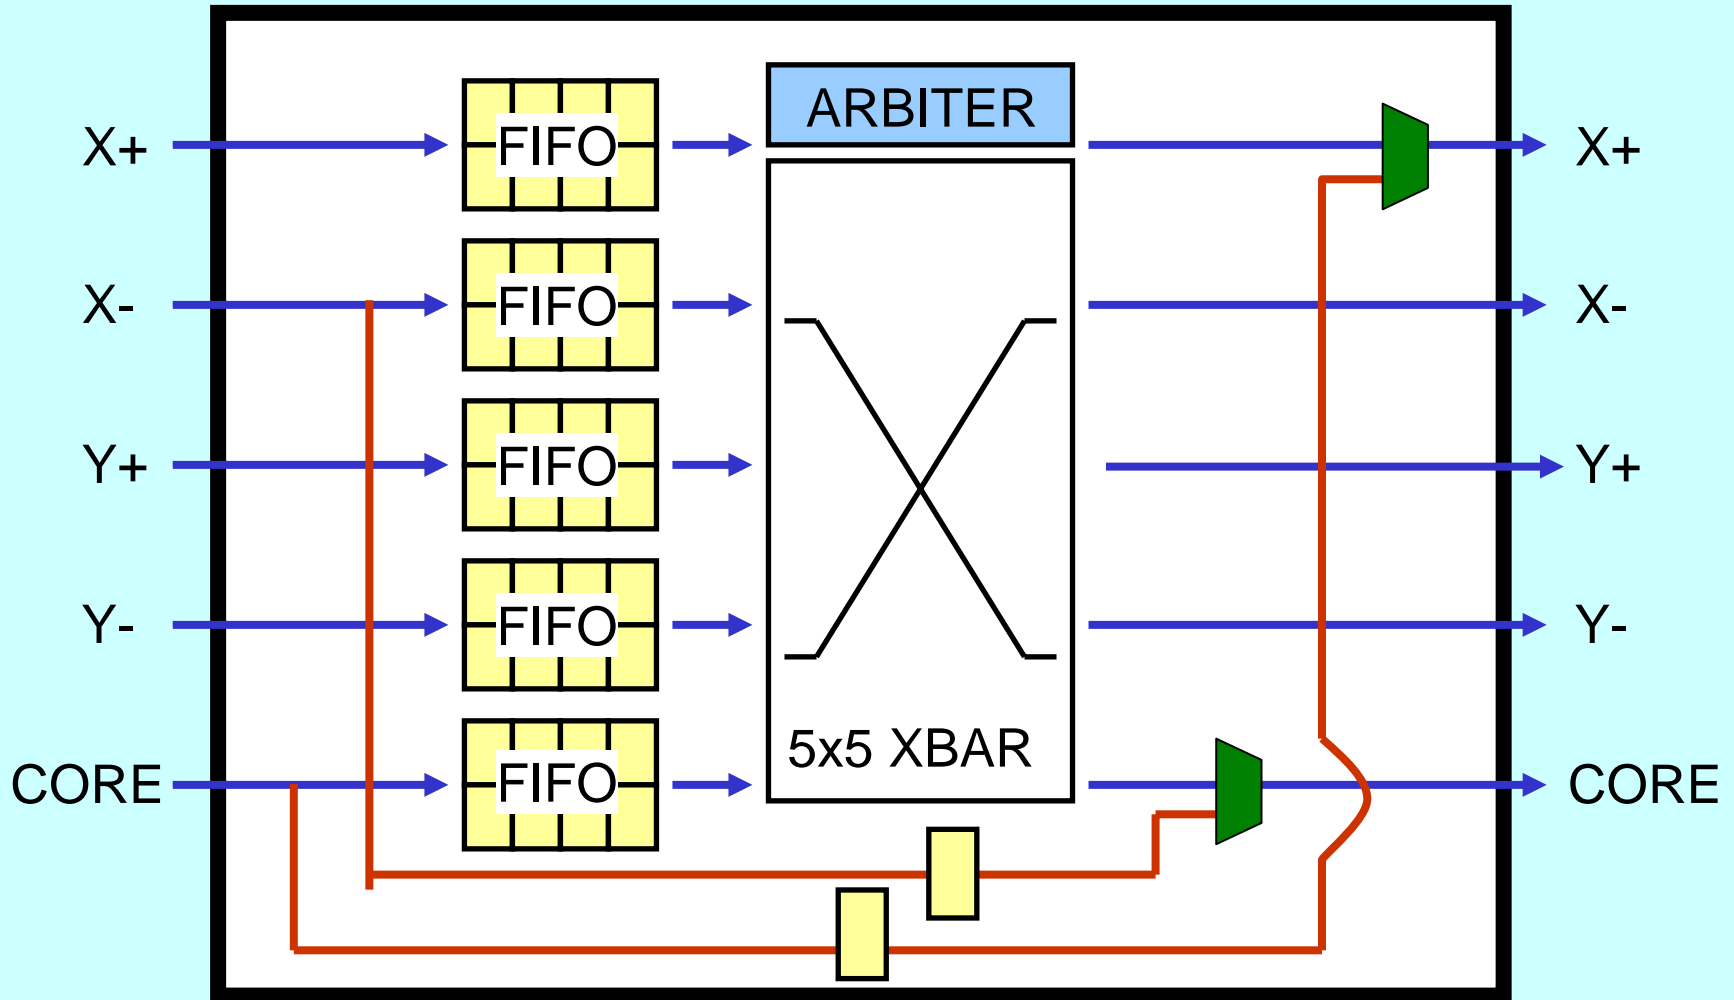 ARBITER
X+
FIFO
X+
X-
FIFO
X-
Y+
FIFO
Y+
Y-
FIFO
Y-
5x5 XBAR
CORE
FIFO
CORE